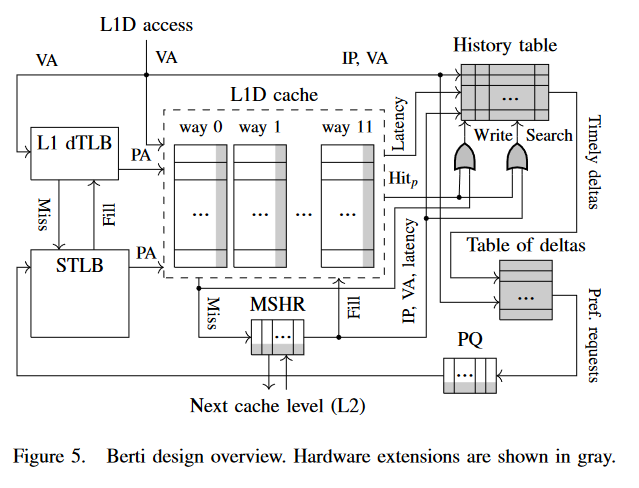 L1D access
VA
VA
IP, VA
History table
L1D cache
way 0
way 1
way 11
Latency
...
L1 dTLB
PA
Write
Search
Hitp
Timely deltas
Miss
Fill
...
...
...
...
STLB
PA
IP, VA, latency
Table of deltas
...
Miss
MSHR
Fill
...
Pref. requests
PQ
...
Next cache level (L2)
Figure 5. Berti design overview. Hardware extensions are shown in gray.